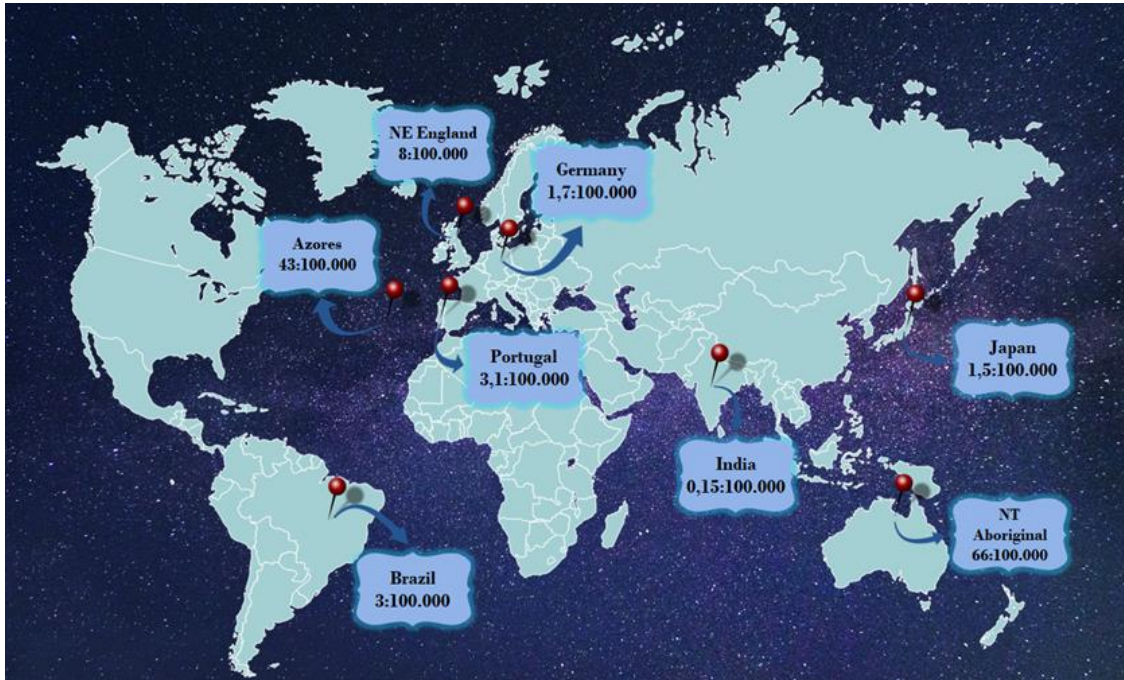 NE England
8:100.000
Germany
1,7:100.000
Azores
43:100.000
Portugal
3,1:100.000
Japan
1,5:100.000
India
0,15:100.000
NT
Aboriginal
66:100.000
Brazil
3:100.000